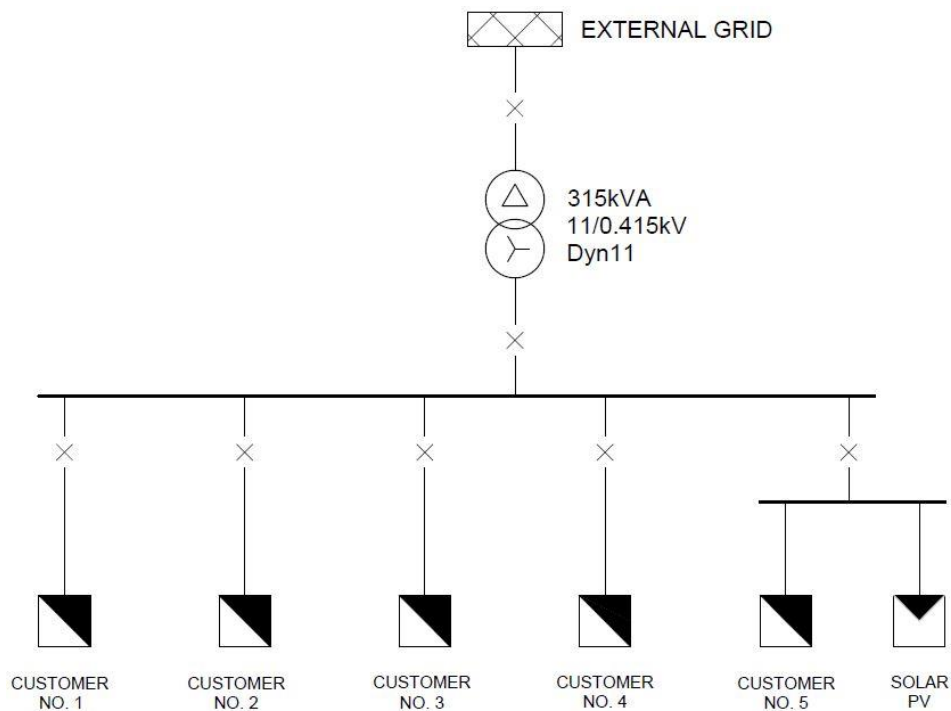 EXTERNAL GRID
315kVA
11/0.415kV
Dyn11
CUSTOMER
NO. 1
CUSTOMER
NO. 2
CUSTOMER
NO. 3
CUSTOMER
NO. 4
CUSTOMER
NO. 5
SOLAR
PV